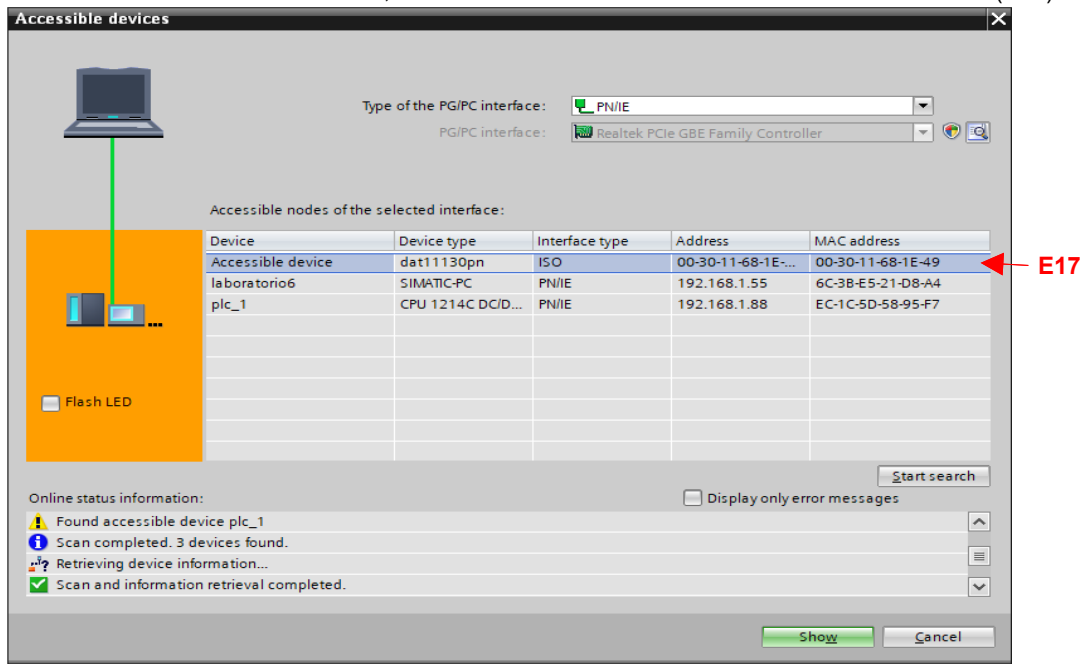 Accessible devices
Type of the PG/PC interface: PN/IE
PG/PC interface: Realtek PCIe GBE Family Controller
Accessible nodes of the selected interface:
Device Device type Interface type Address MAC address
Accessible device dat11130pn ISO 00-30-11-68-1E-... 00-30-11-68-1E-49
E17
laboratorio6 SIMATIC-PC PN/IE 192.168.1.55 6C-3B-E5-21-D8-A4
plc_1 CPU 1214C DC/D... PN/IE 192.168.1.88 EC-1C-5D-58-95-F7
Flash LED
Start search
Online status information: Display only error messages
Found accessible device plc_1
Scan completed. 3 devices found.
Retrieving device information...
Scan and information retrieval completed.
Show Cancel